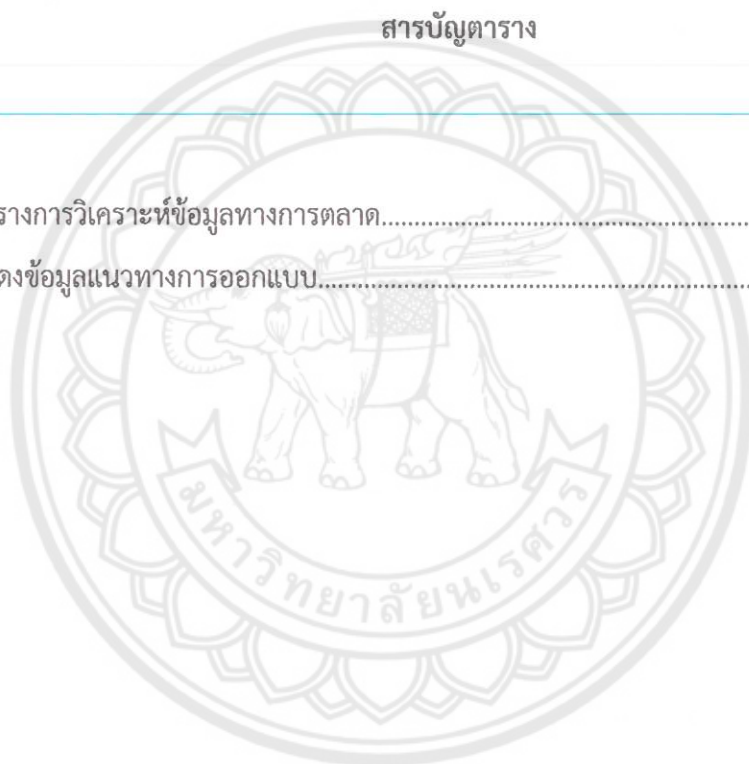 สารบัญตาราง
รางการวิเคราะห์ข้อมูลทางการตลาด................................................................
ดงข้อมูลแนวทางการออกแบบ............................................................................
มหาวิทยาลัยนเรศวร